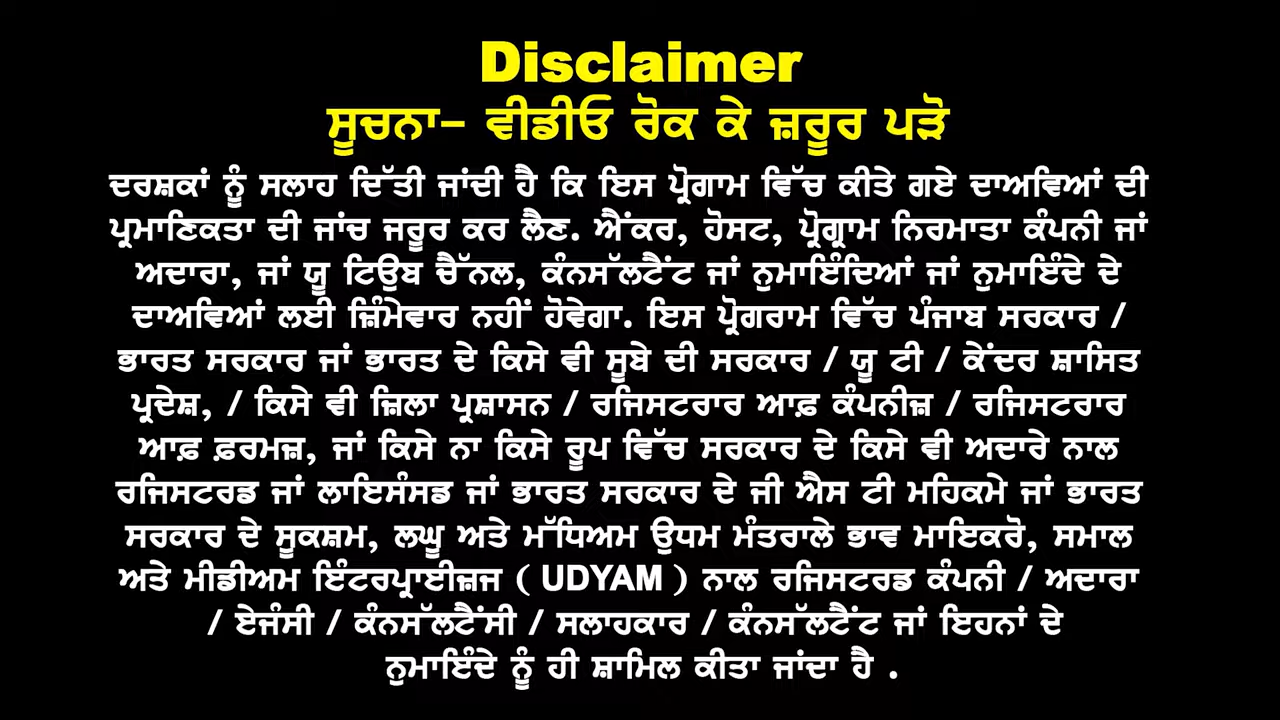 Disclaimer
ਸੂਚਨਾ- ਵੀਡੀਓ ਰੋਕ ਕੇ ਜ਼ਰੂਰ ਪੜੋ
ਦਰਸ਼ਕਾਂ ਨੂੰ ਸਲਾਹ ਦਿੱਤੀ ਜਾਂਦੀ ਹੈ ਕਿ ਇਸ ਪ੍ਰੋਗਾਮ ਵਿੱਚ ਕੀਤੇ ਗਏ ਦਾਅਵਿਆਂ ਦੀ
ਪ੍ਰਮਾਣਿਕਤਾ ਦੀ ਜਾਂਚ ਜਰੂਰ ਕਰ ਲੈਣ. ਐਂਕਰ, ਹੋਸਟ, ਪ੍ਰੋਗ੍ਰਾਮ ਨਿਰਮਾਤਾ ਕੰਪਨੀ ਜਾਂ
ਅਦਾਰਾ, ਜਾਂ ਯੂ ਟਿਉਬ ਚੈੱਨਲ, ਕੰਨਸੱਲਟੈਂਟ ਜਾਂ ਨੁਮਾਇੰਦਿਆਂ ਜਾਂ ਨੁਮਾਇੰਦੇ ਦੇ
ਦਾਅਵਿਆਂ ਲਈ ਜ਼ਿੰਮੇਵਾਰ ਨਹੀਂ ਹੋਵੇਗਾ. ਇਸ ਪ੍ਰੋਗਰਾਮ ਵਿੱਚ ਪੰਜਾਬ ਸਰਕਾਰ /
ਭਾਰਤ ਸਰਕਾਰ ਜਾਂ ਭਾਰਤ ਦੇ ਕਿਸੇ ਵੀ ਸੂਬੇ ਦੀ ਸਰਕਾਰ / ਯੂ ਟੀ / ਕੇਂਦਰ ਸ਼ਾਸਿਤ
ਪ੍ਰਦੇਸ਼, / ਕਿਸੇ ਵੀ ਜ਼ਿਲਾ ਪ੍ਰਸ਼ਾਸਨ / ਰਜਿਸਟਰਾਰ ਆਫ਼ ਕੰਪਨੀਜ਼ / ਰਜਿਸਟਰਾਰ
ਆਫ਼ ਫ਼ਰਮਜ਼, ਜਾਂ ਕਿਸੇ ਨਾ ਕਿਸੇ ਰੂਪ ਵਿੱਚ ਸਰਕਾਰ ਦੇ ਕਿਸੇ ਵੀ ਅਦਾਰੇ ਨਾਲ
ਰਜਿਸਟਰਡ ਜਾਂ ਲਾਇਸੰਸਡ ਜਾਂ ਭਾਰਤ ਸਰਕਾਰ ਦੇ ਜੀ ਐਸ ਟੀ ਮਹਿਕਮੇ ਜਾਂ ਭਾਰਤ
ਸਰਕਾਰ ਦੇ ਸੂਕਸ਼ਮ, ਲਘੂ ਅਤੇ ਮੱਧਿਅਮ ਉਧਮ ਮੰਤਰਾਲੇ ਭਾਵ ਮਾਇਕਰੋ, ਸਮਾਲ
ਅਤੇ ਮੀਡੀਅਮ ਇੰਟਰਪ੍ਰਾਈਜ਼ਜ ( UDYAM ) ਨਾਲ ਰਜਿਸਟਰਡ ਕੰਪਨੀ / ਅਦਾਰਾ
/ ਏਜੰਸੀ / ਕੰਨਸੱਲਟੈਂਸੀ / ਸਲਾਹਕਾਰ / ਕੰਨਸੱਲਟੈਂਟ ਜਾਂ ਇਹਨਾਂ ਦੇ
ਨੁਮਾਇੰਦੇ ਨੂੰ ਹੀ ਸ਼ਾਮਿਲ ਕੀਤਾ ਜਾਂਦਾ ਹੈ .